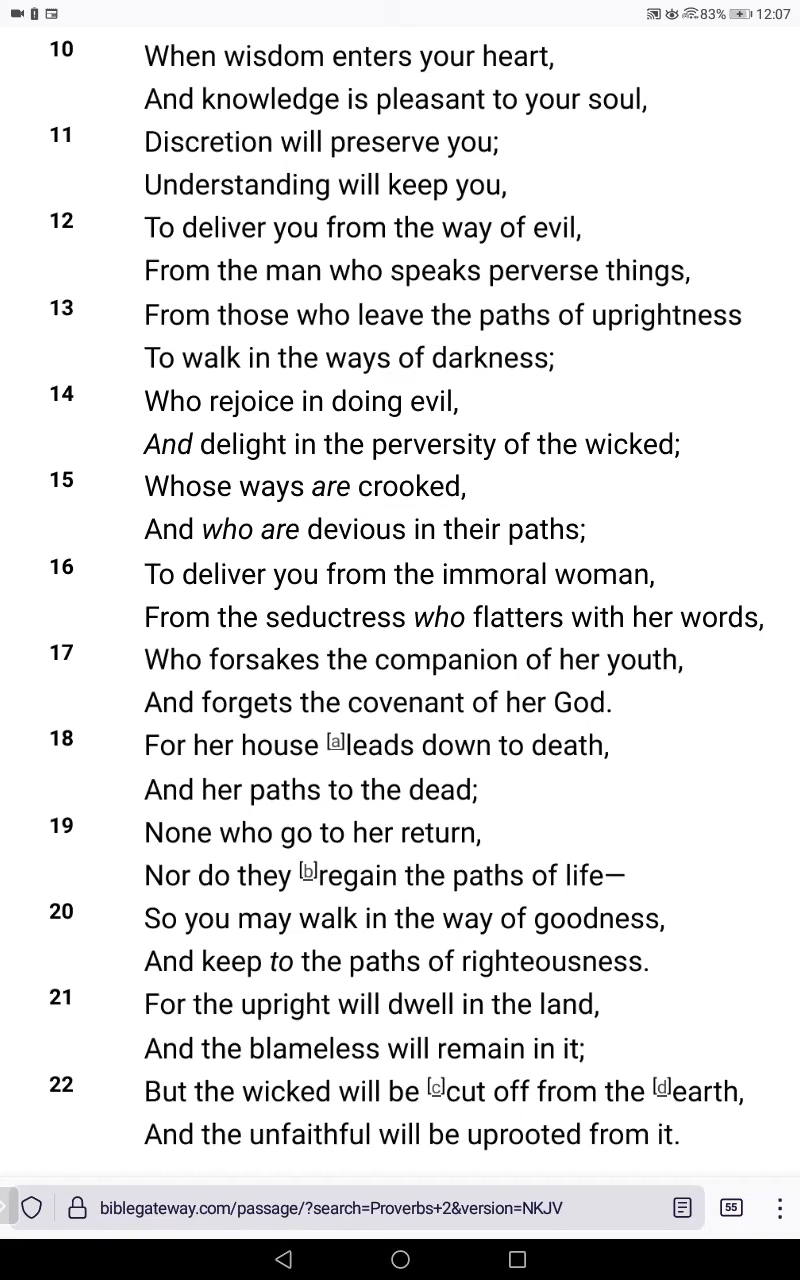 83% 12:07
10 When wisdom enters your heart,
And knowledge is pleasant to your soul,
11 Discretion will preserve you;
Understanding will keep you,
12 To deliver you from the way of evil,
From the man who speaks perverse things,
13 From those who leave the paths of uprightness
To walk in the ways of darkness;
14 Who rejoice in doing evil,
And delight in the perversity of the wicked;
15 Whose ways are crooked,
And who are devious in their paths;
16 To deliver you from the immoral woman,
From the seductress who flatters with her words,
17 Who forsakes the companion of her youth,
And forgets the covenant of her God.
18 For her house [a]leads down to death,
And her paths to the dead;
19 None who go to her return,
Nor do they [b]regain the paths of life—
20 So you may walk in the way of goodness,
And keep to the paths of righteousness.
21 For the upright will dwell in the land,
And the blameless will remain in it;
22 But the wicked will be [c]cut off from the [d]earth,
And the unfaithful will be uprooted from it.
biblegateway.com/passage/?search=Proverbs+2&version=NKJV 55